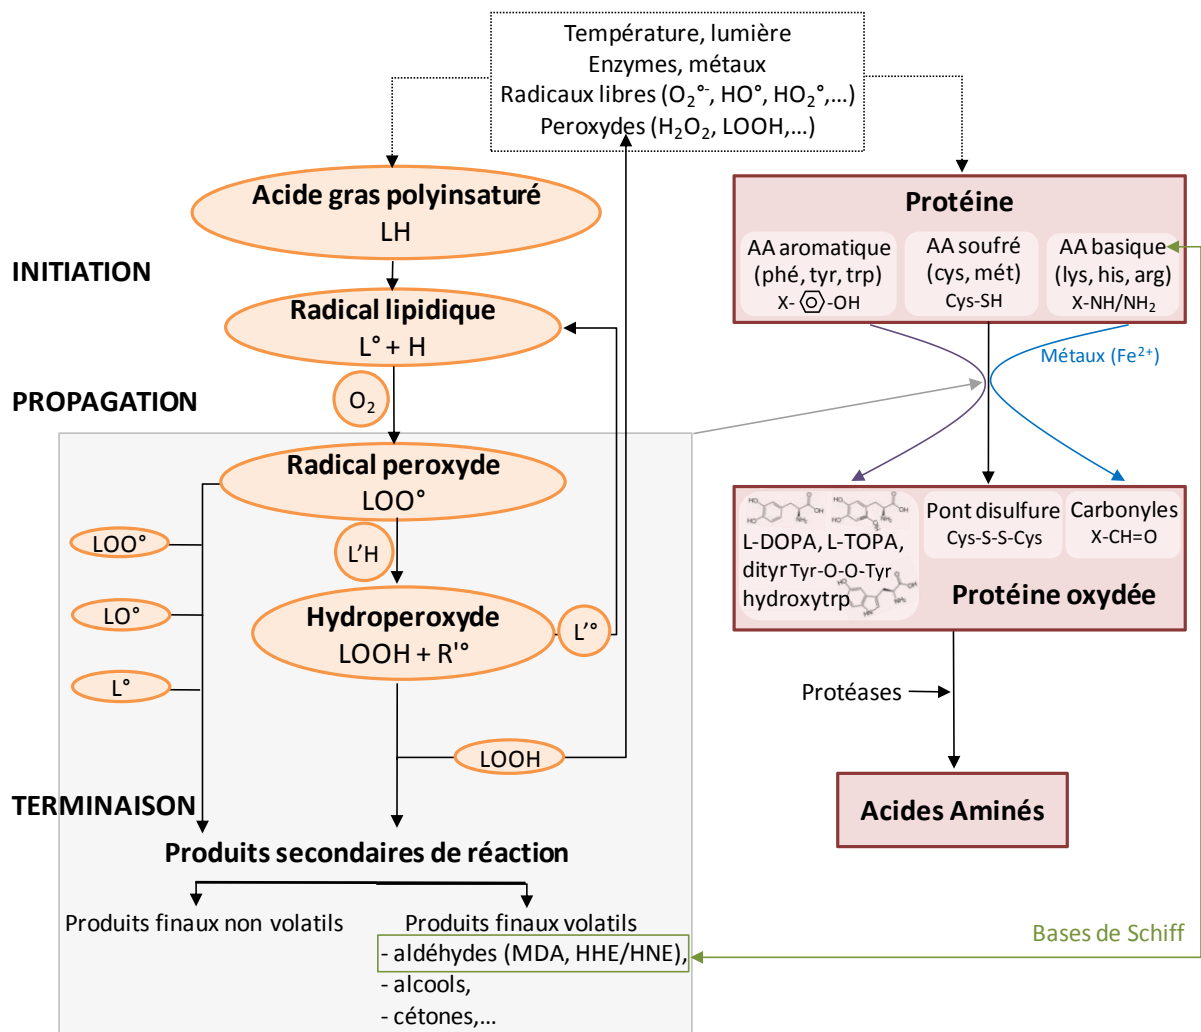 Température, lumière
Enzymes, métaux
Radicaux libres (O₂°⁻, HO°, HO₂°,...)
Peroxydes (H₂O₂, LOOH,...)
Acide gras polyinsaturé
LH
INITIATION
Radical lipidique
L° + H
O₂
PROPAGATION
Radical peroxyde
LOO°
LOO°
L’H
LO°
Hydroperoxyde
LOOH + R'°
L’°
L°
LOOH
TERMINAISON
Produits secondaires de réaction
Produits finaux non volatils
Produits finaux volatils
- aldéhydes (MDA, HHE/HNE),
- alcools,
- cétones,...
Protéine
AA aromatique
(phé, tyr, trp)
X- -OH
AA soufré
(cys, mét)
Cys-SH
AA basique
(lys, his, arg)
X-NH/NH₂
Métaux (Fe²⁺)
L-DOPA, L-TOPA,
dityr Tyr-O-O-Tyr
hydroxytrp
Pont disulfure
Cys-S-S-Cys
Carbonyles
X-CH=O
Protéine oxydée
Protéases
Acides Aminés
Bases de Schiff